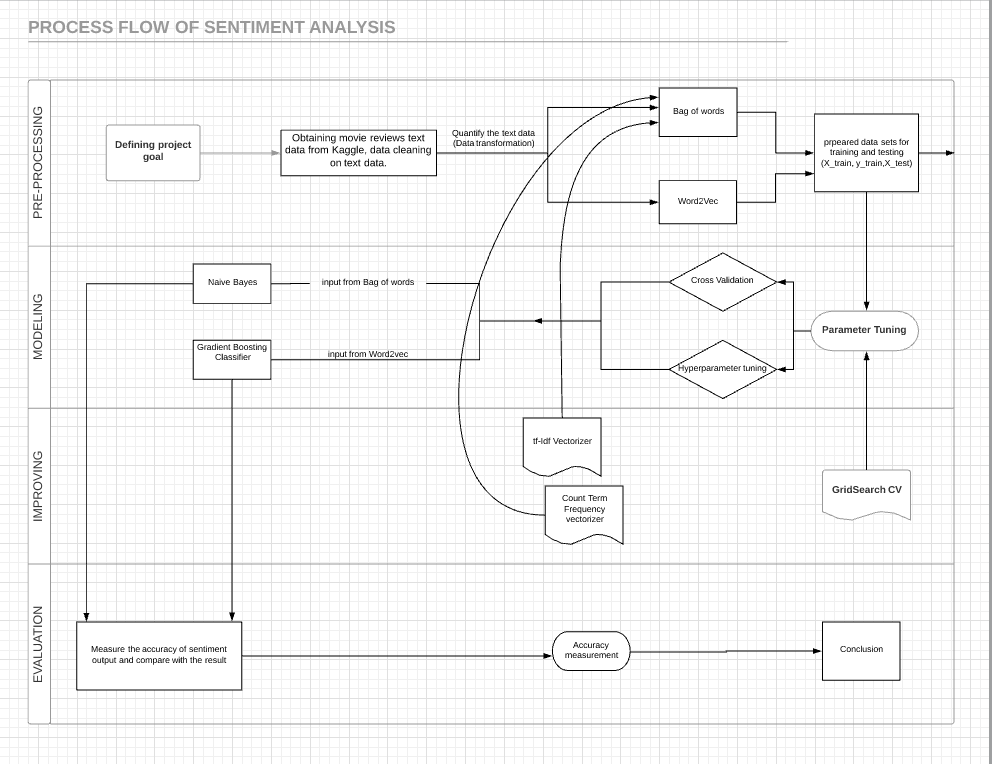 PROCESS FLOW OF SENTIMENT ANALYSIS
PRE-PROCESSING
Defining project
goal
Obtaining movie reviews text
data from Kaggle, data cleaning
on text data.
Quantify the text data
(Data transformation)
Bag of words
Word2Vec
prpeared data sets for
training and testing
(X_train, y_train,X_test)
MODELING
Naive Bayes
input from Bag of words
Gradient Boosting
Classifier
input from Word2vec
Cross Validation
Hyperparameter tuning
Parameter Tuning
IMPROVING
tf-Idf Vectorizer
Count Term
Frequency
vectorizer
GridSearch CV
EVALUATION
Measure the accuracy of sentiment
output and compare with the result
Accuracy
measurement
Conclusion